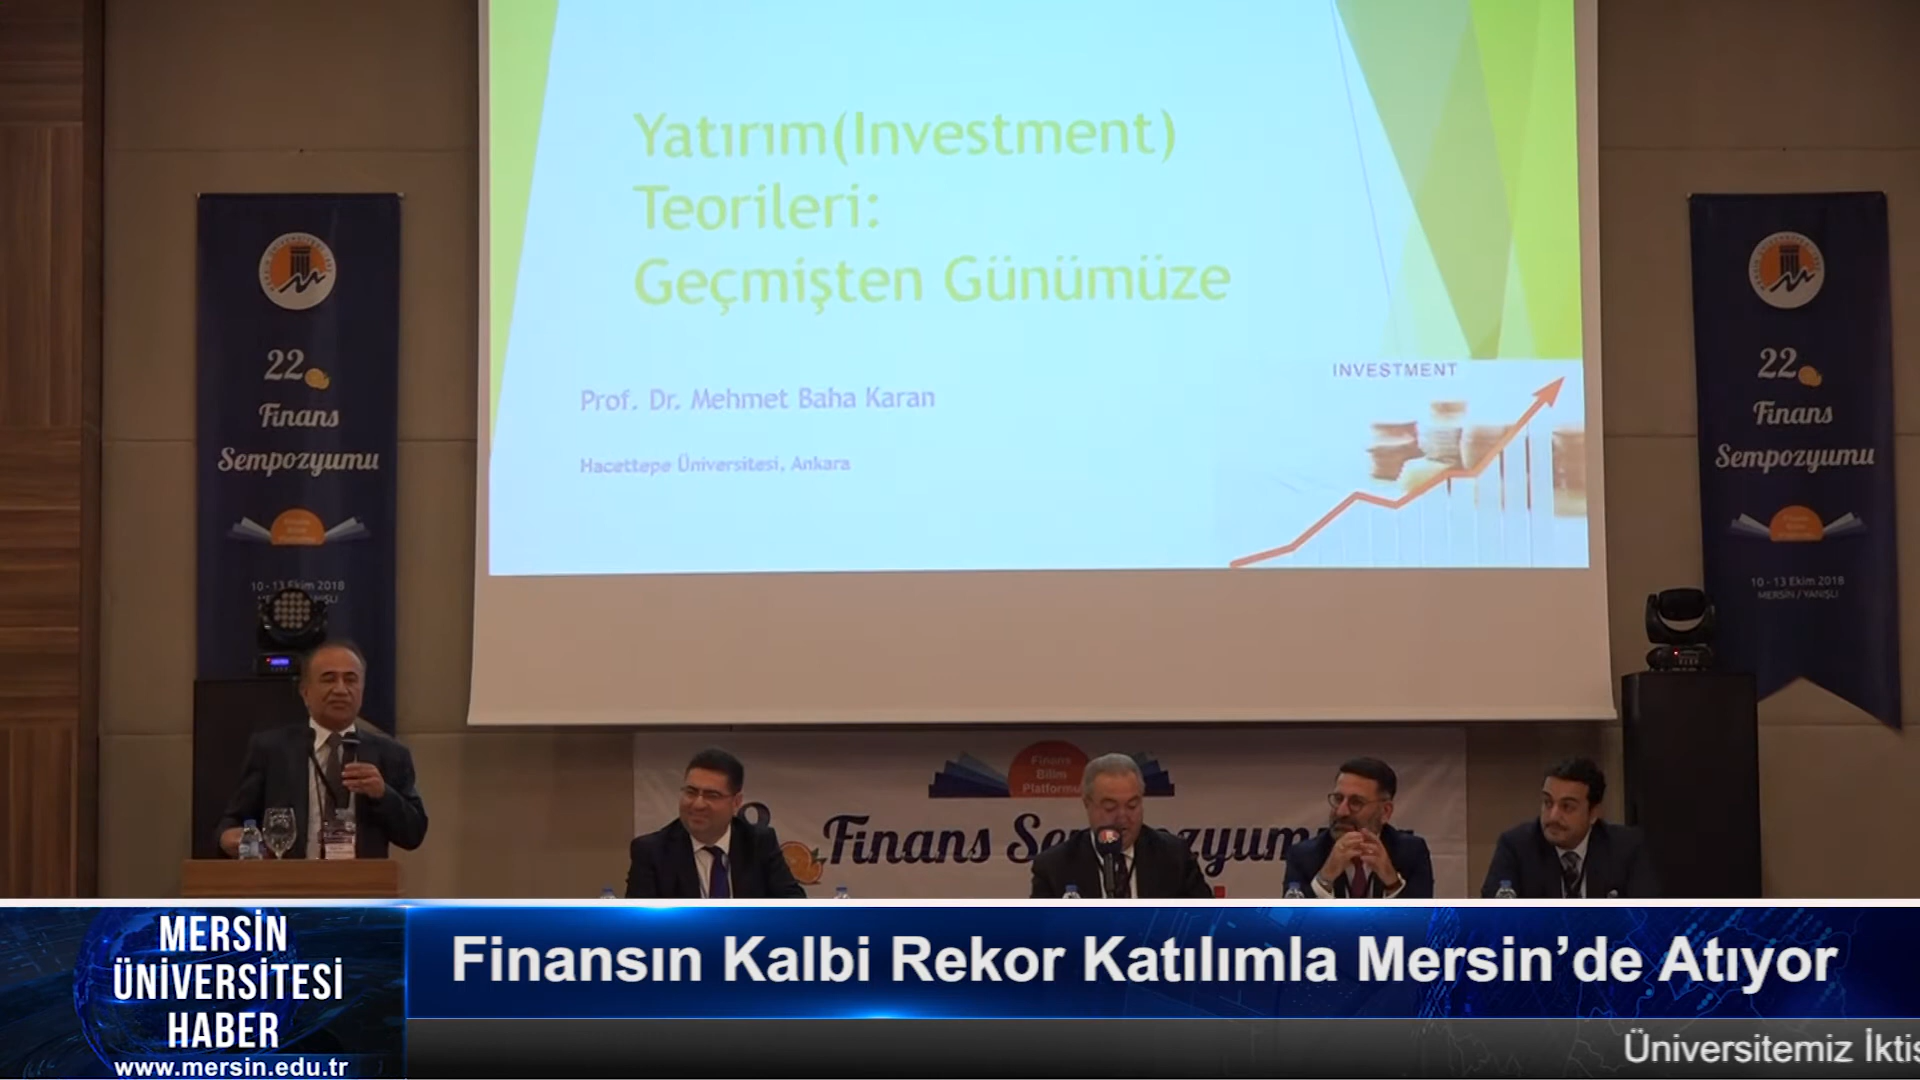 Yatırım(Investment)
Teorileri:
Geçmişten Günümüze
Prof. Dr. Mehmet Baha Karan
Hacettepe Üniversitesi, Ankara
INVESTMENT
22
Finans
Sempozyumu
10 - 13 Ekim 2018
22
Finans
Sempozyumu
10 - 13 Ekim 2018
MERSİN / YANIŞLI
Finans
Bilim
Platformu
Finans
MERSİN
ÜNİVERSİTESİ
HABER
www.mersin.edu.tr
Finansın Kalbi Rekor Katılımla Mersin’de Atıyor
Üniversitemiz